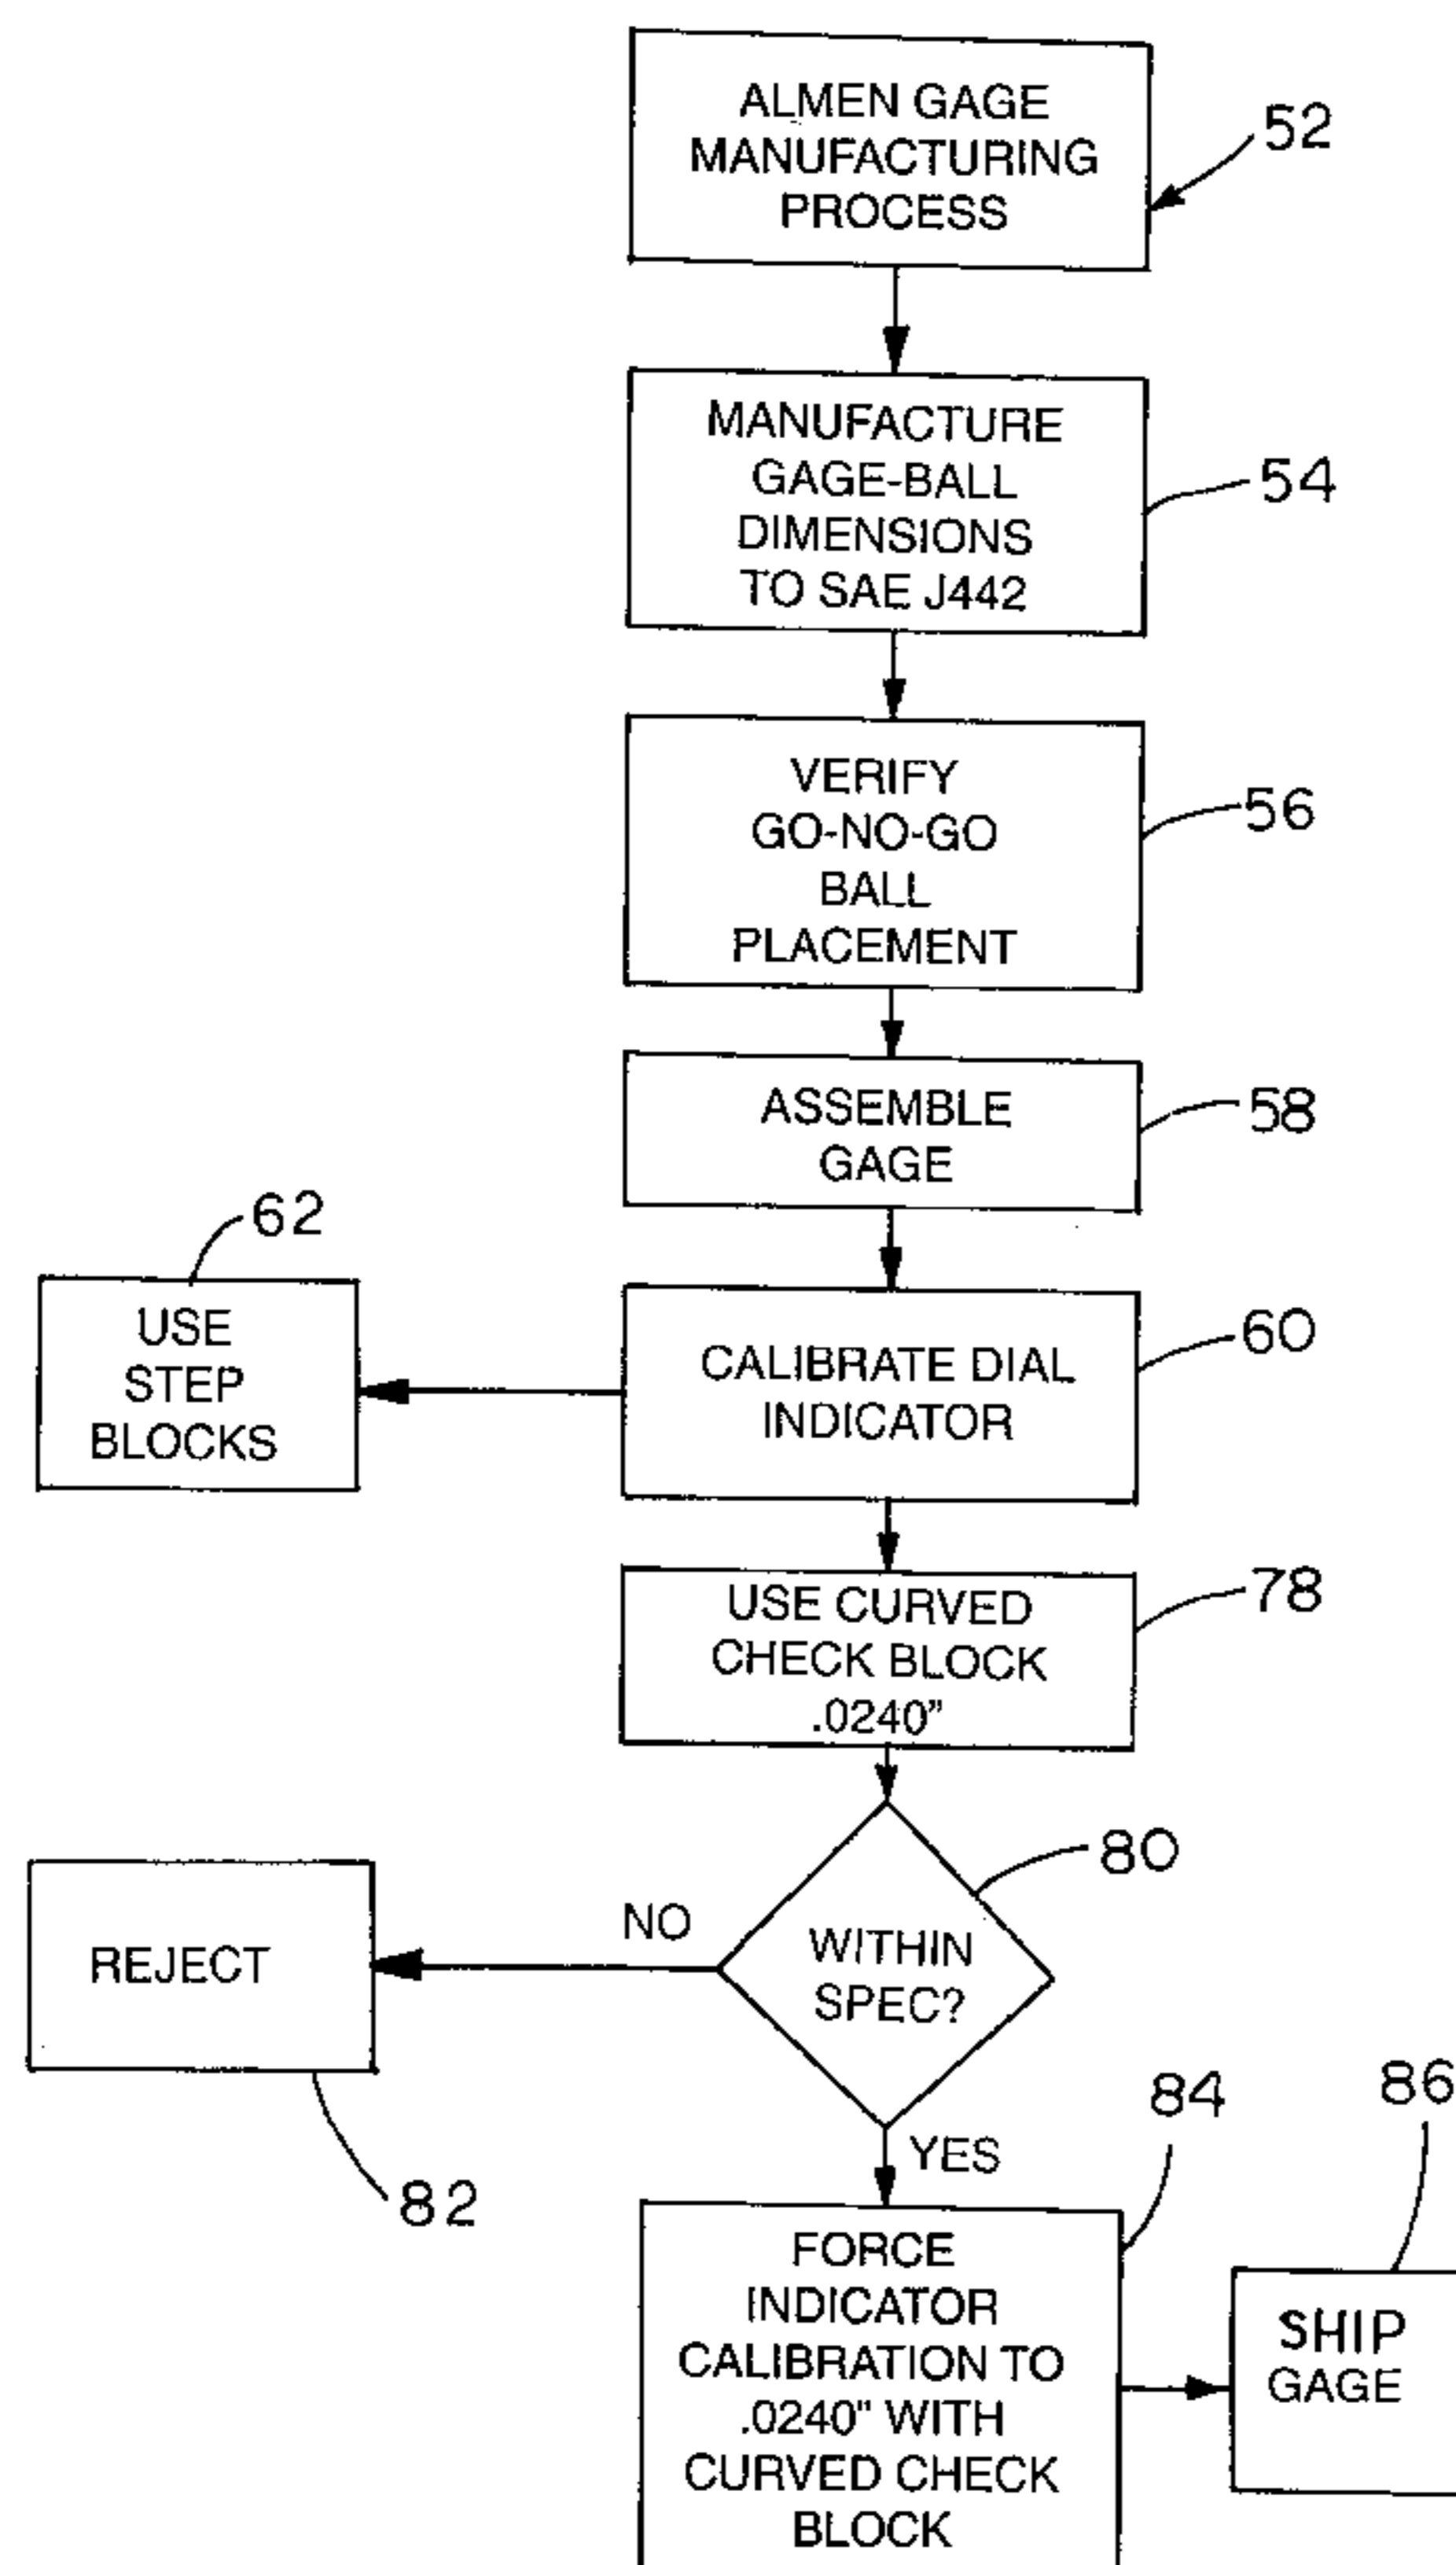 ALMEN GAGE
MANUFACTURING
PROCESS
52
MANUFACTURE
GAGE-BALL
DIMENSIONS
TO SAE J442
54
VERIFY
GO-NO-GO
BALL
PLACEMENT
56
ASSEMBLE
GAGE
58
62
USE
STEP
BLOCKS
CALIBRATE DIAL
INDICATOR
60
USE CURVED
CHECK BLOCK
.0240”
78
80
WITHIN
SPEC?
NO
REJECT
82
YES
84
FORCE
INDICATOR
CALIBRATION TO
.0240" WITH
CURVED CHECK
BLOCK
86
SHIP
GAGE